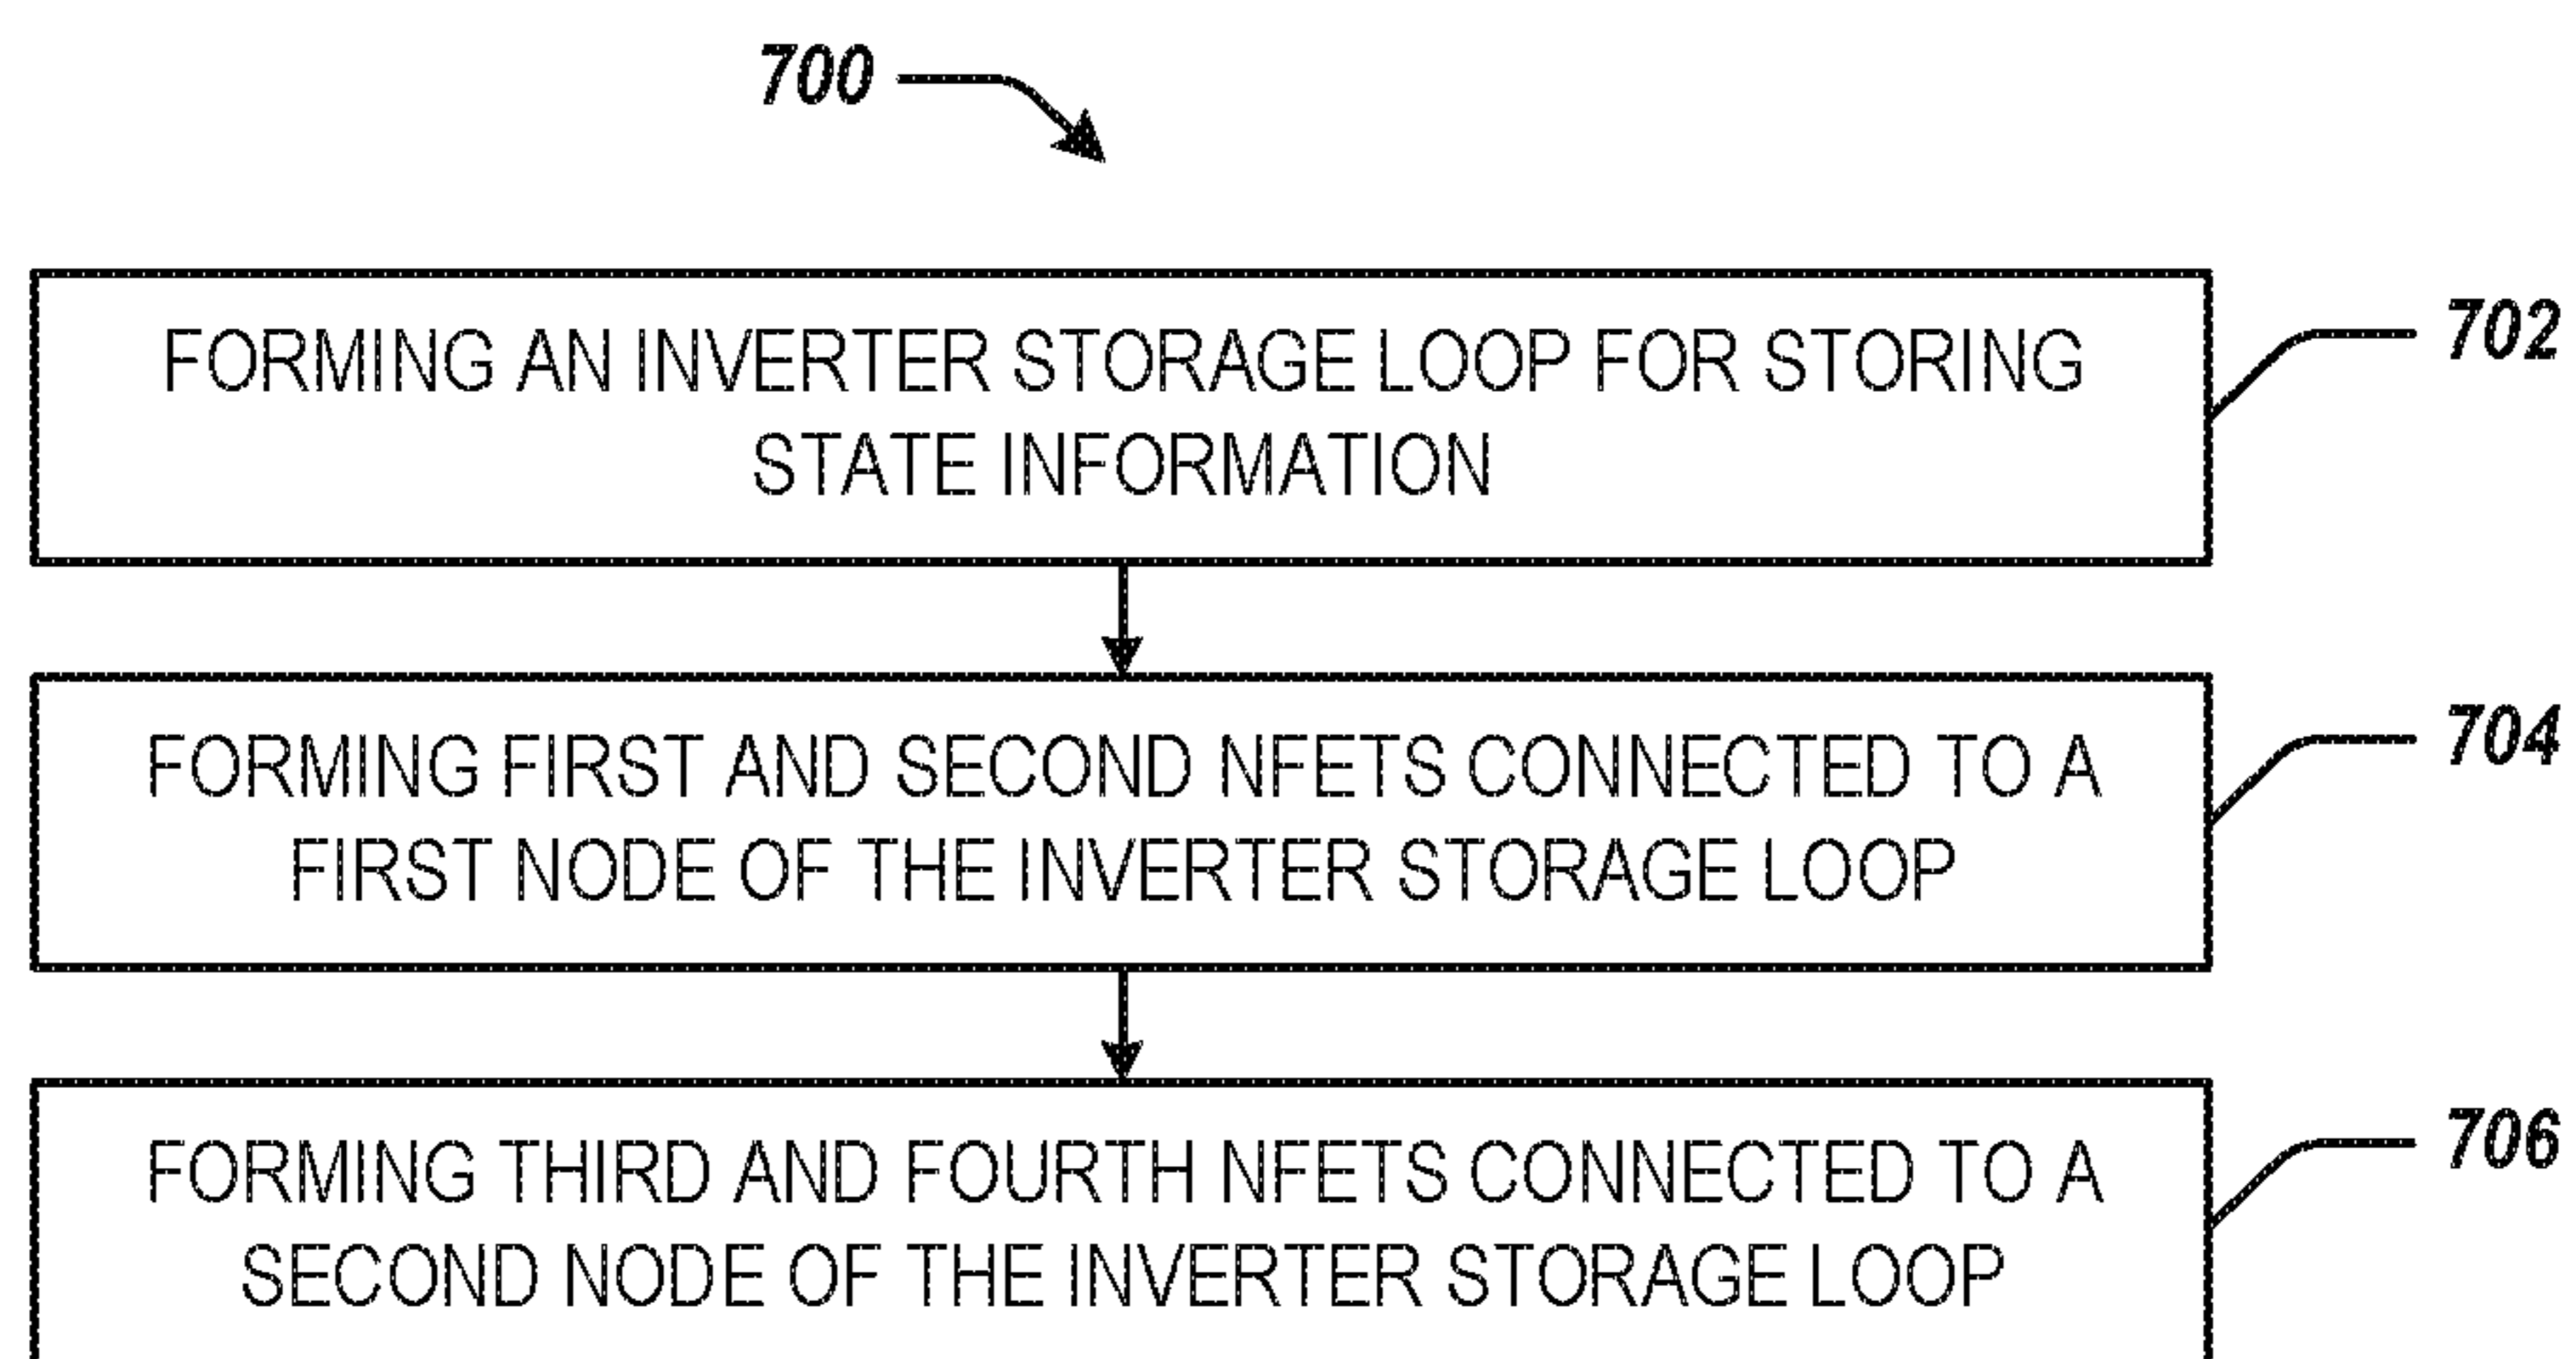 700
FORMING AN INVERTER STORAGE LOOP FOR STORING
STATE INFORMATION
702
FORMING FIRST AND SECOND NFETS CONNECTED TO A
FIRST NODE OF THE INVERTER STORAGE LOOP
704
FORMING THIRD AND FOURTH NFETS CONNECTED TO A
SECOND NODE OF THE INVERTER STORAGE LOOP
706